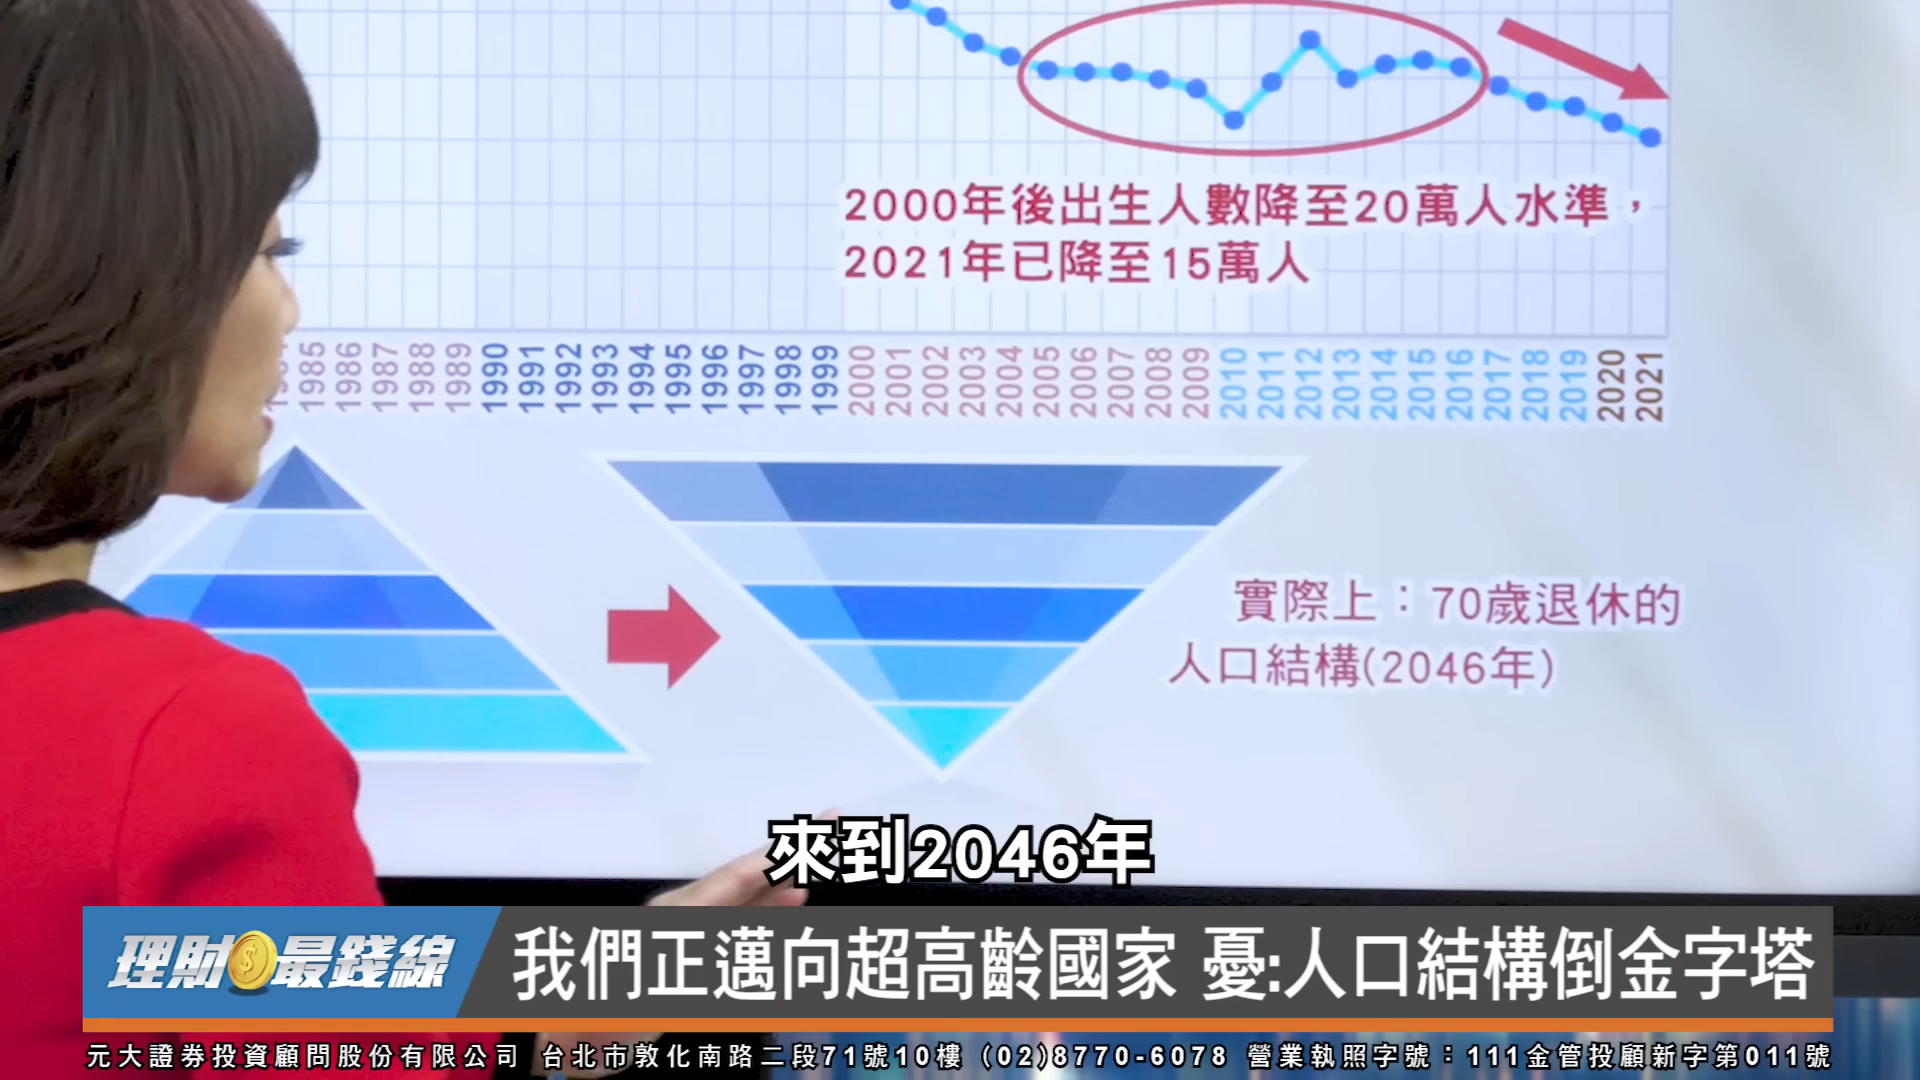 2000年後出生人數降至20萬人水準，
2021年已降至15萬人
1985 1986 1987 1988 1989 1990 1991 1992 1993 1994 1995 1996 1997 1998 1999 2000 2001 2002 2003 2004 2005 2006 2007 2008 2009 2010 2011 2012 2013 2014 2015 2016 2017 2018 2019 2020 2021
實際上：70歲退休的
人口結構(2046年)
來到2046年
理財$最錢線
我們正邁向超高齡國家 憂:人口結構倒金字塔
元大證券投資顧問股份有限公司 台北市敦化南路二段71號10樓 (02)8770-6078 營業執照字號：111金管投顧新字第011號